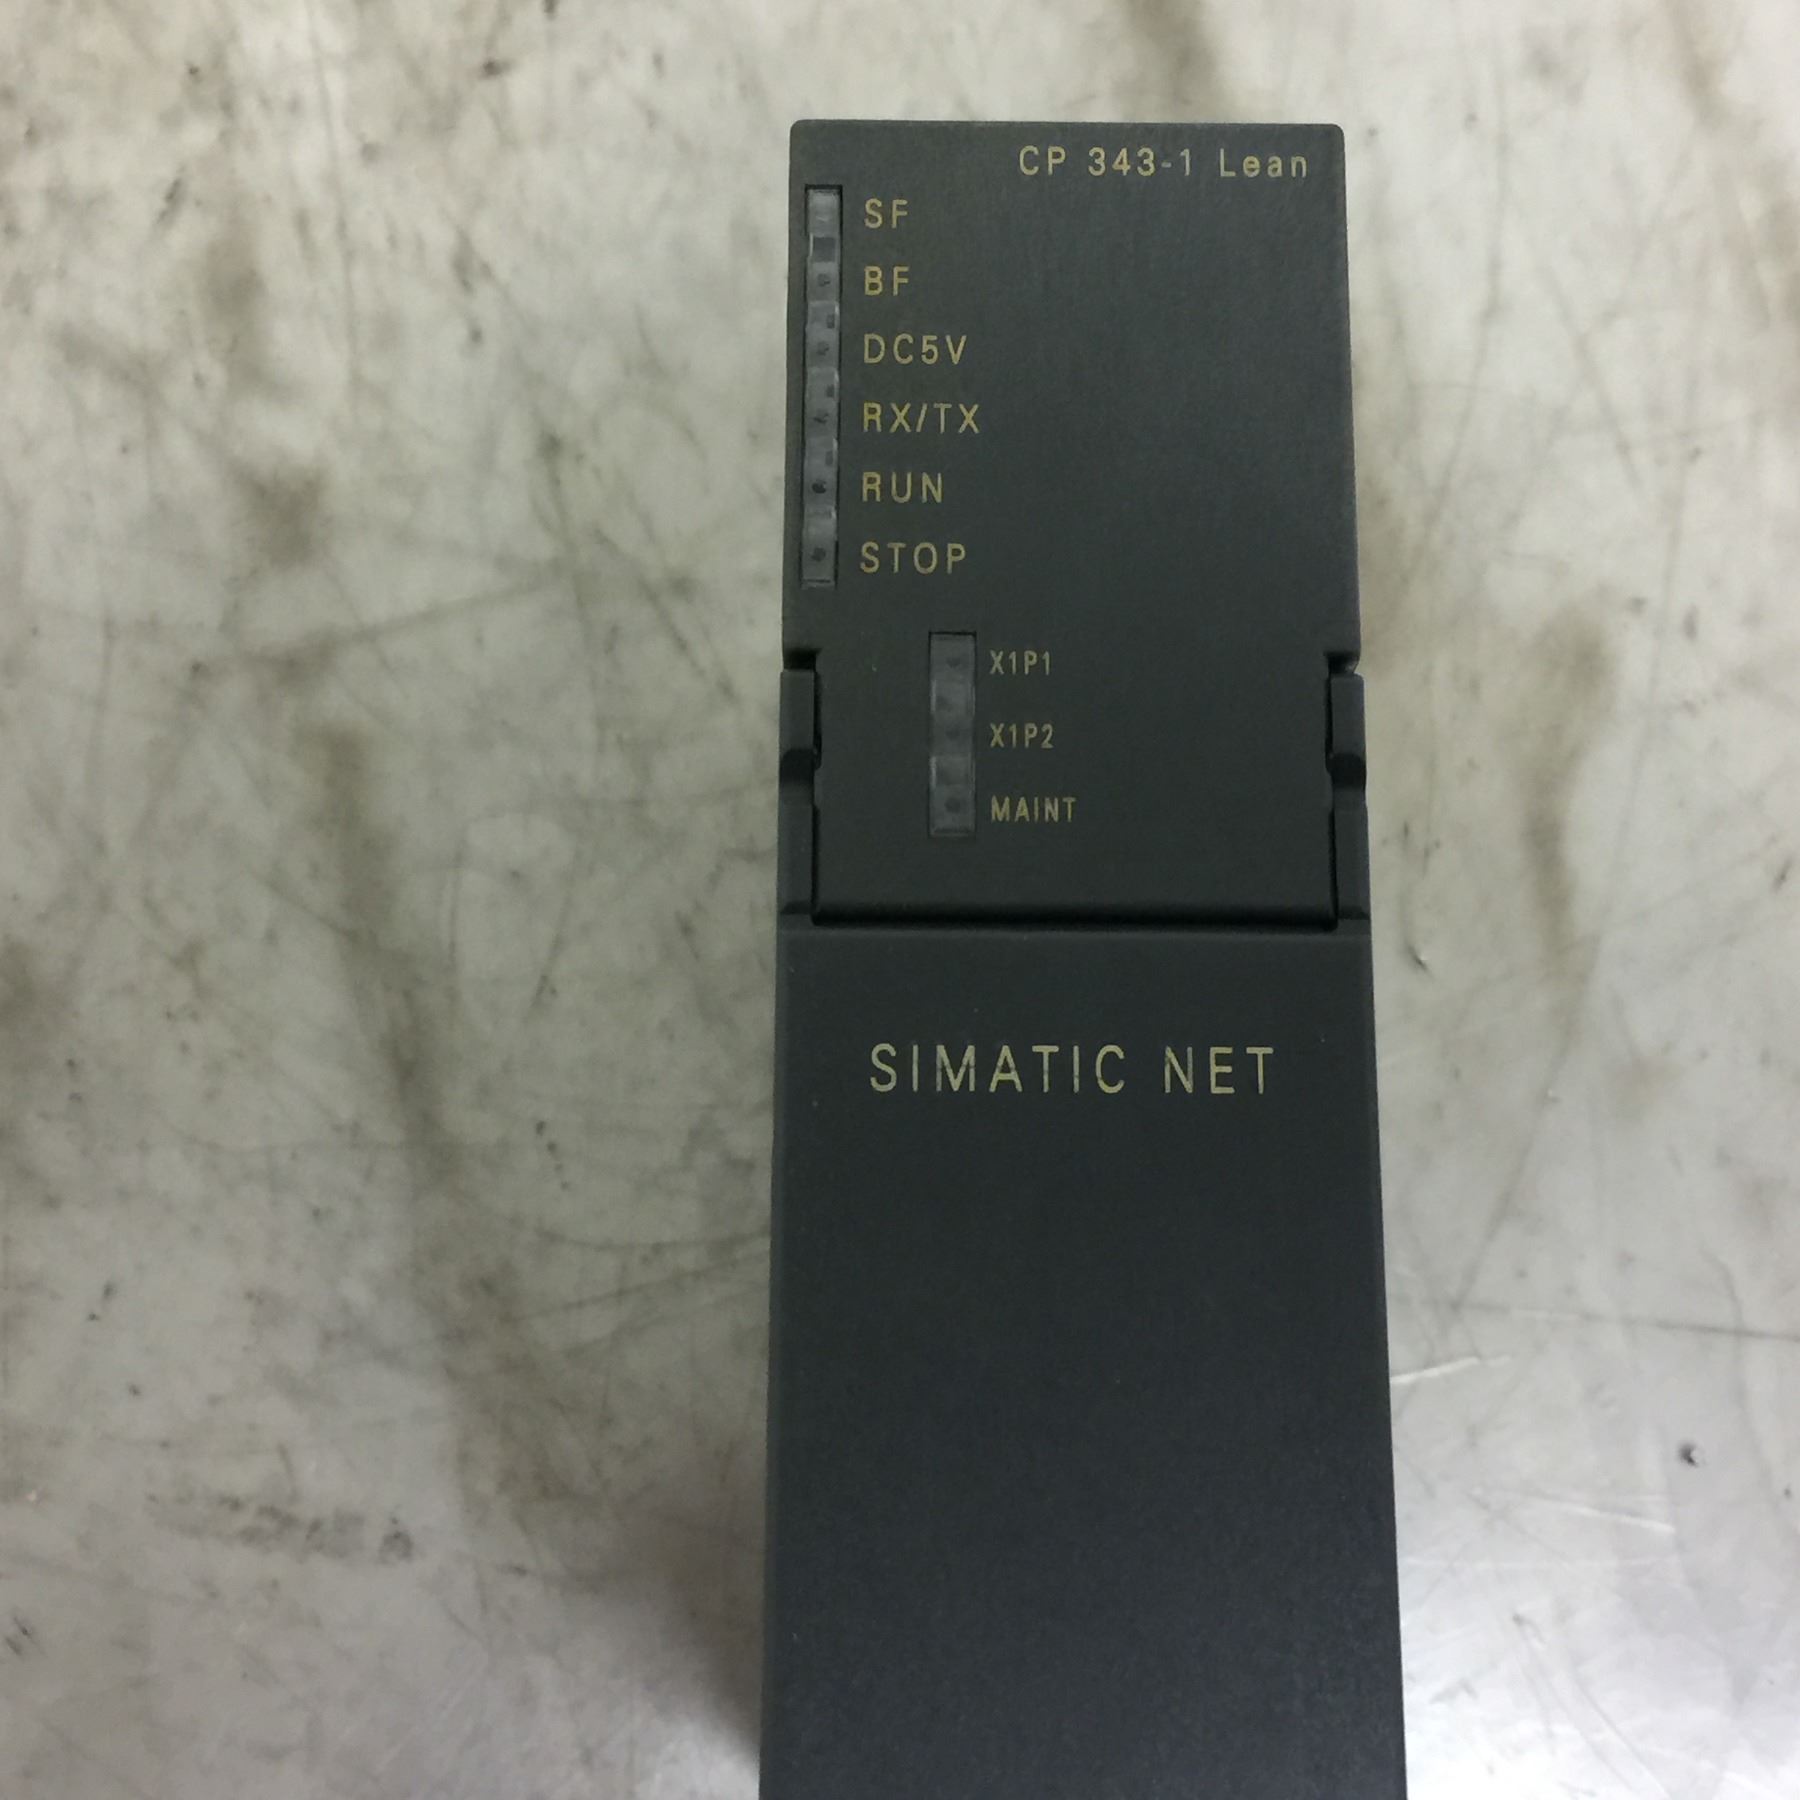 CP 343-1 Lean
SF
BF
DC5V
RX/TX
RUN
STOP
X1P1
X1P2
MAINT
SIMATIC NET